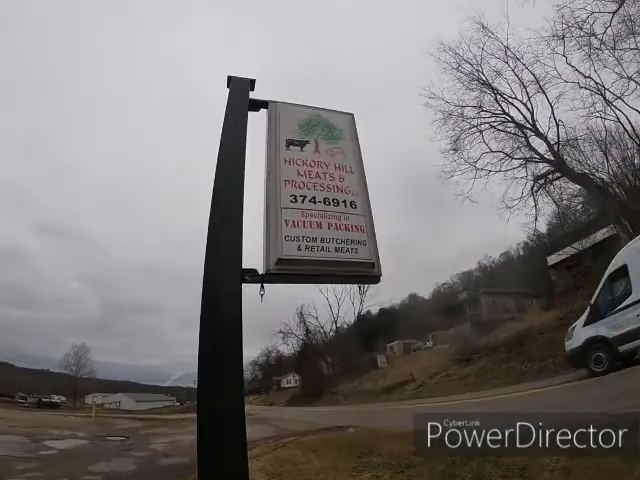 HICKORY HILL
MEATS &
PROCESSING
374-6916
Specializing in
VACUUM PACKING
CUSTOM BUTCHERING
& RETAIL MEATS
CyberLink
PowerDirector